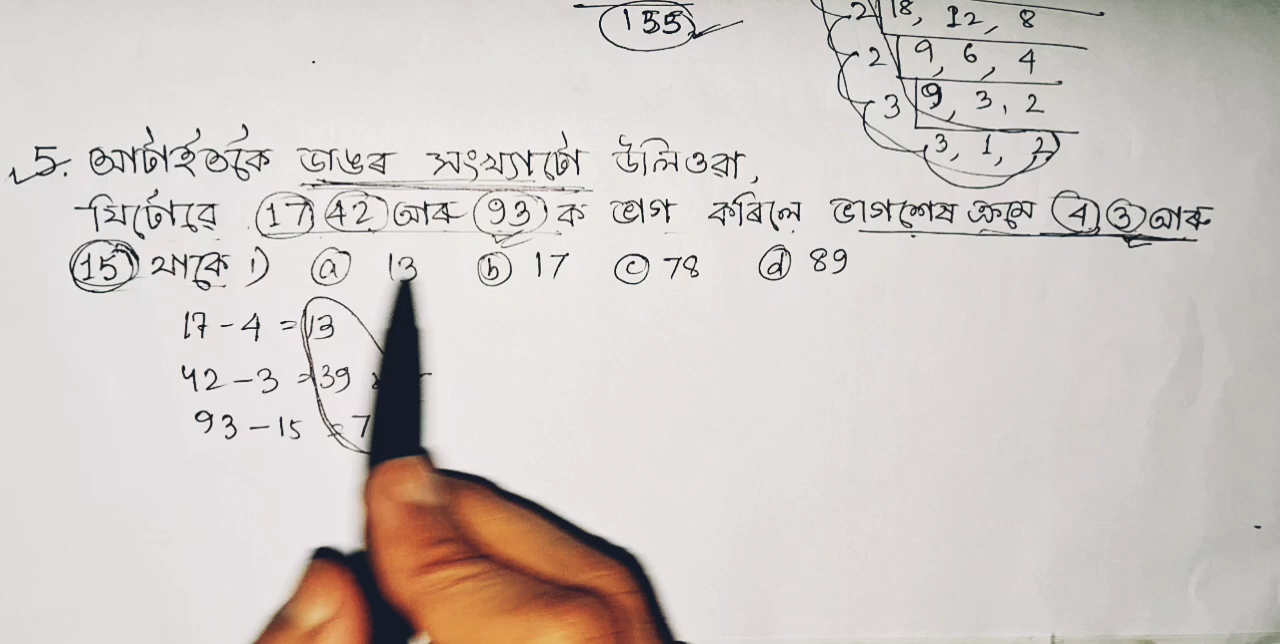 155
2 18, 12, 8
2 9, 6, 4
3 9, 3, 2
3, 1, 2
5. আটাইতকৈ ডাঙৰ সংখ্যাটো উলিওৱা,
যিটোৰে 17, 42 আৰু 93 ক ভাগ কৰিলে ভাগশেষ ক্ৰমে 4, 3 আৰু
15 থাকে।) a 13 b 17 c 78 d 89
17 - 4 = 13
42 - 3 = 39
93 - 15 = 7